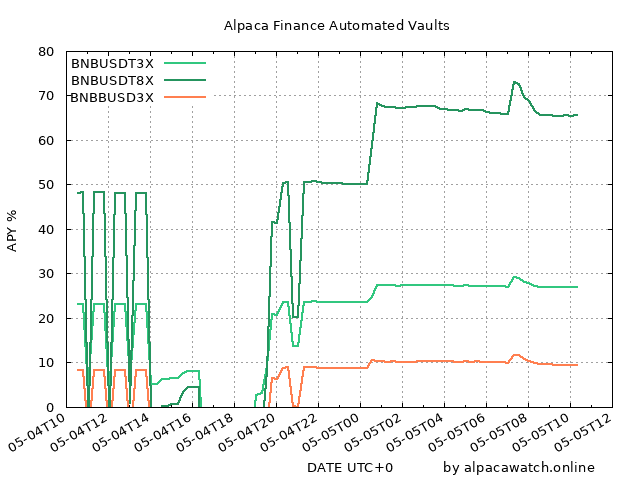 Alpaca Finance Automated Vaults
80
70
60
50
40
30
20
10
0
APY %
BNBUSDT3X
BNBUSDT8X
BNBBUSD3X
05-04T10
05-04T12
05-04T14
05-04T16
05-04T18
05-04T20
05-04T22
05-05T00
05-05T02
05-05T04
05-05T06
05-05T08
05-05T10
05-05T12
DATE UTC+0
by alpacawatch.online